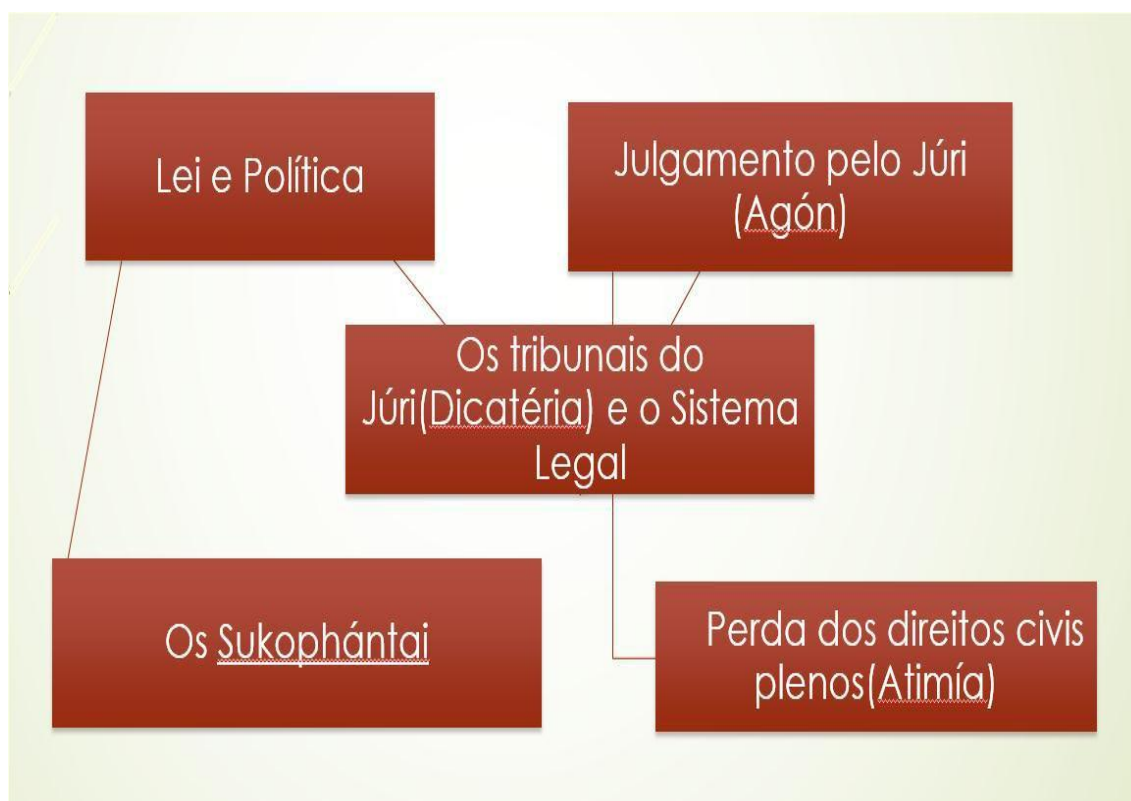 Lei e Política
Julgamento pelo Júri
(Agón)
Os tribunais do
Júri(Dicatéria) e o Sistema
Legal
Os Sukophántai
Perda dos direitos civis
plenos(Atimía)